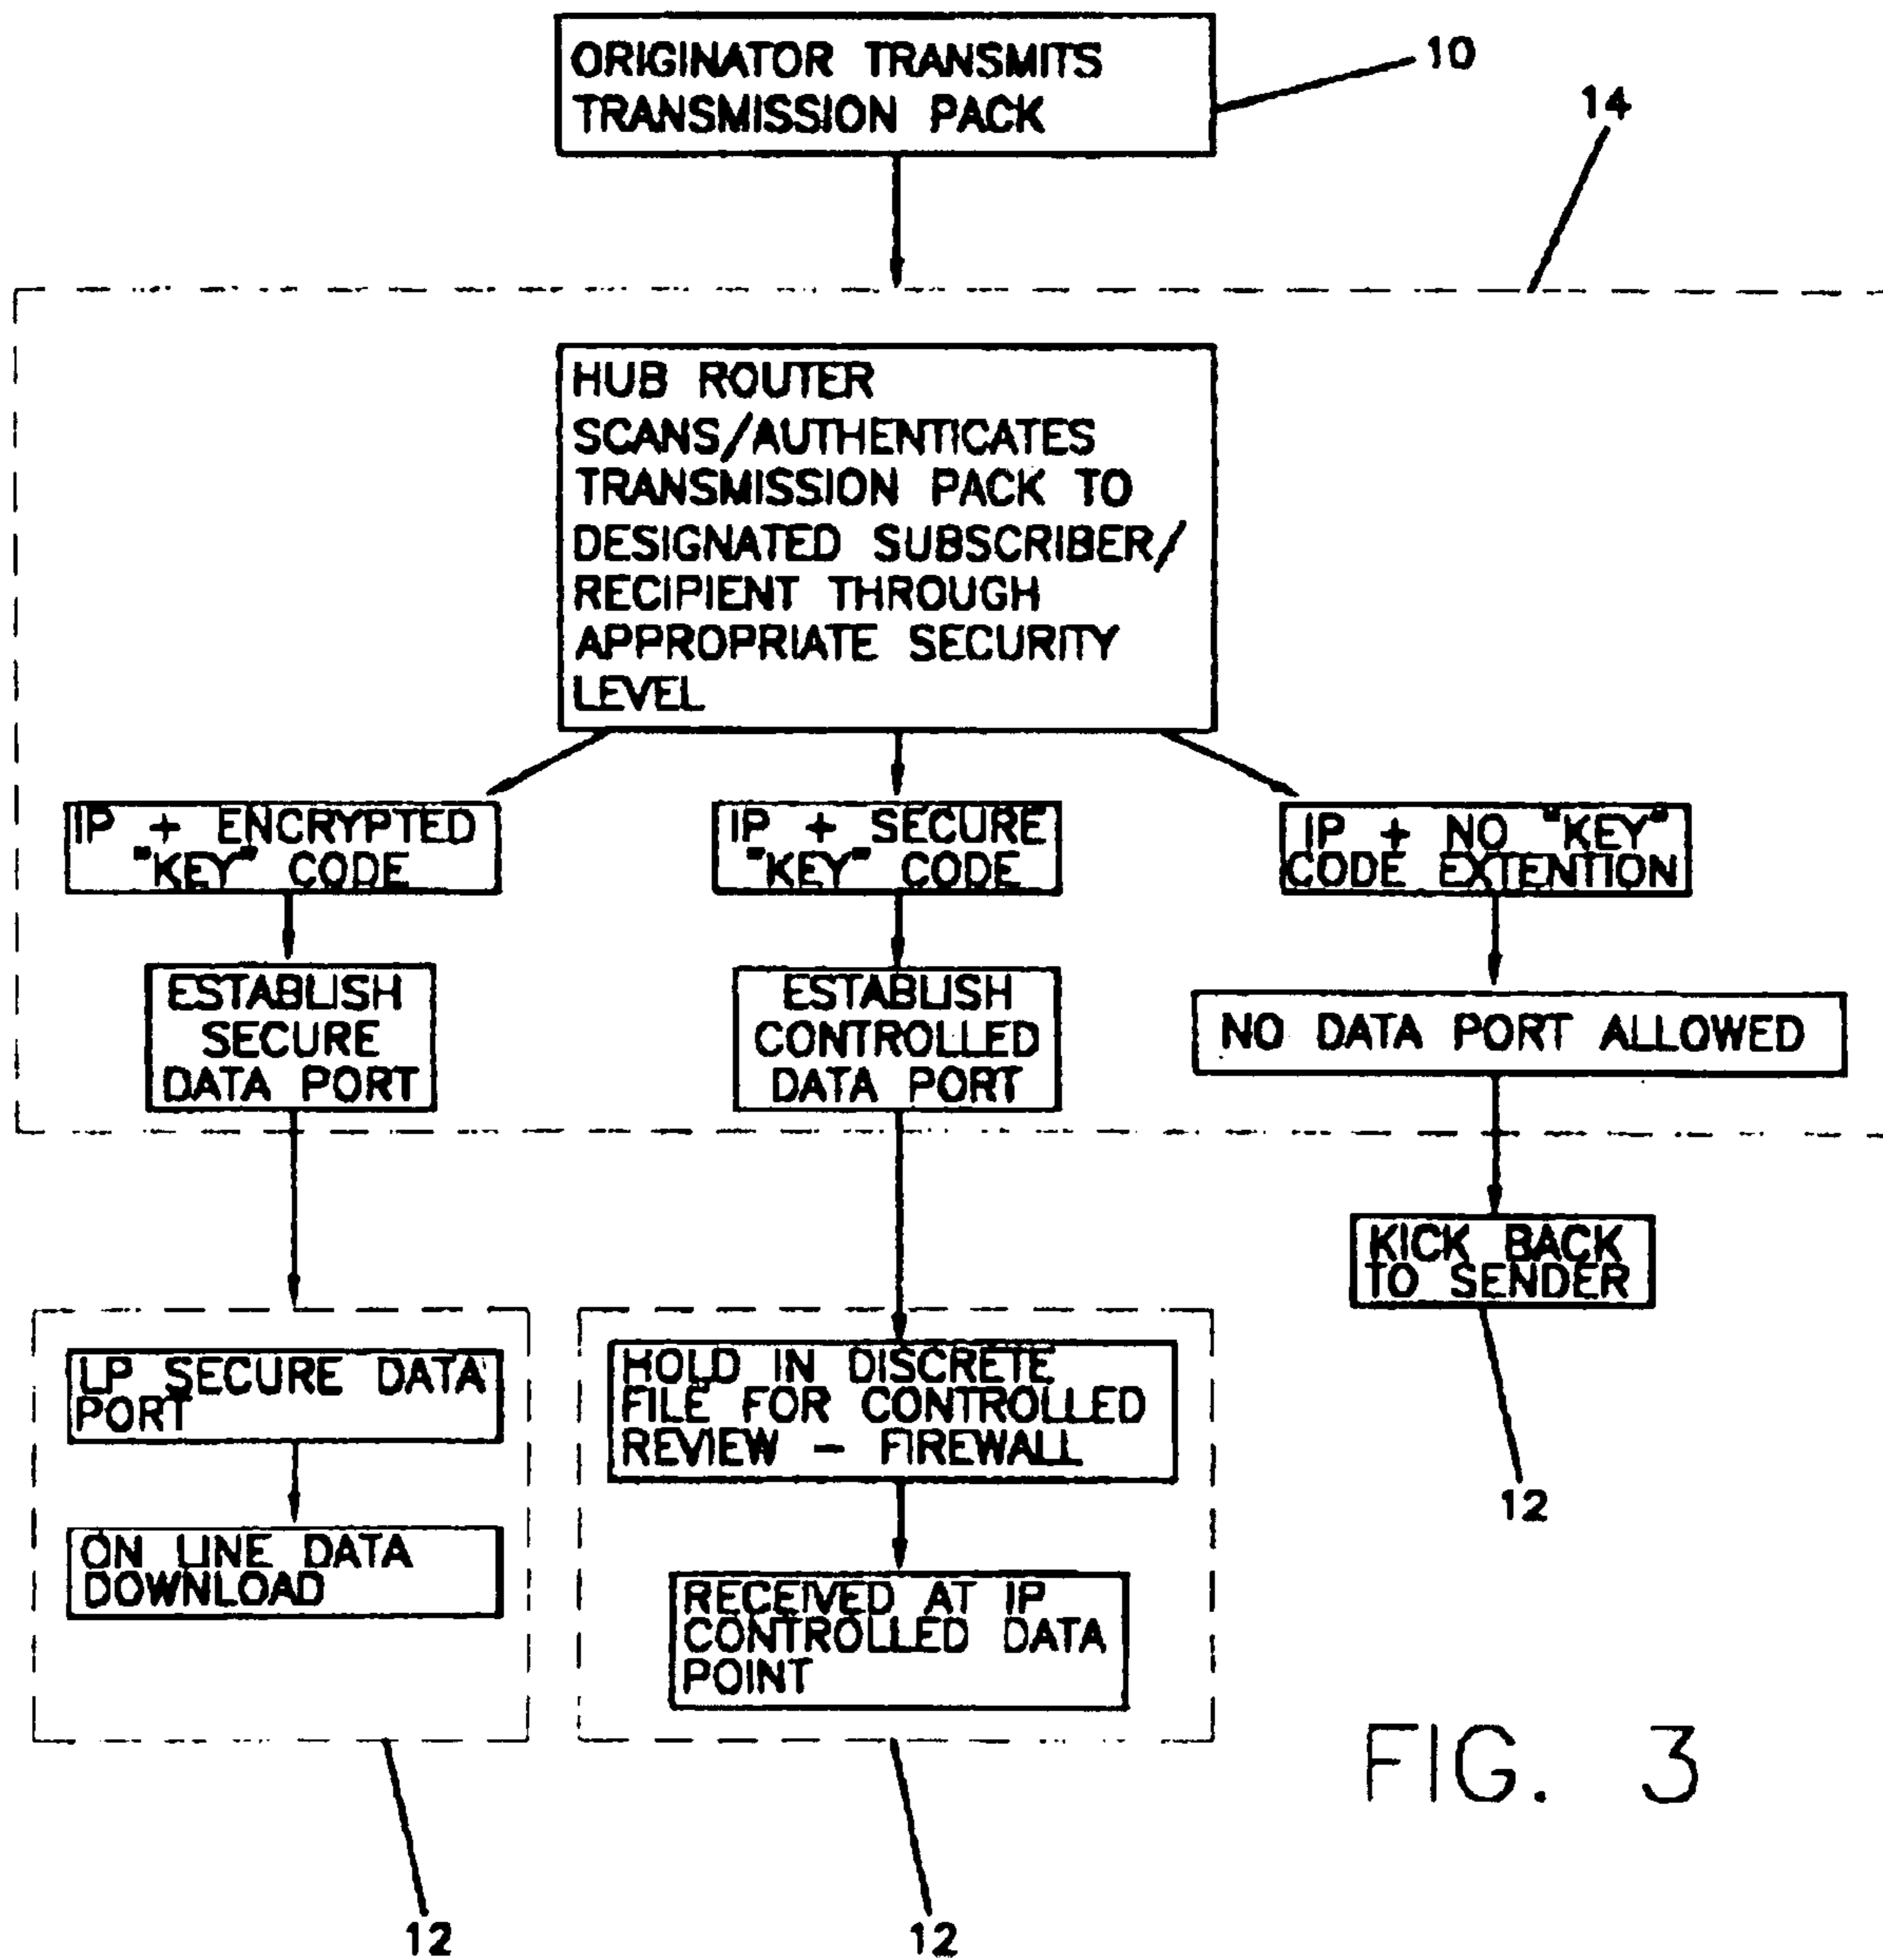 ORIGINATOR TRANSMITS
TRANSMISSION PACK
10
14
HUB ROUTER
SCANS/AUTHENTICATES
TRANSMISSION PACK TO
DESIGNATED SUBSCRIBER/
RECIPIENT THROUGH
APPROPRIATE SECURITY
LEVEL
IP + ENCRYPTED
"KEY" CODE
IP + SECURE
"KEY" CODE
IP + NO "KEY"
CODE EXTENTION
ESTABLISH
SECURE
DATA PORT
ESTABLISH
CONTROLLED
DATA PORT
NO DATA PORT ALLOWED
KICK BACK
TO SENDER
12
LP SECURE DATA
PORT
ON LINE DATA
DOWNLOAD
12
HOLD IN DISCRETE
FILE FOR CONTROLLED
REVIEW - FIREWALL
RECEIVED AT IP
CONTROLLED DATA
POINT
12
FIG. 3